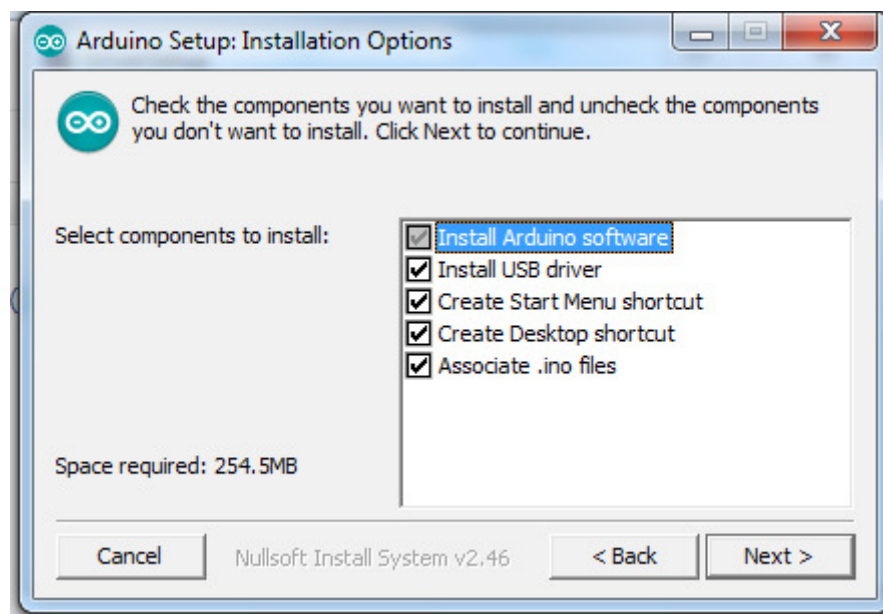 Arduino Setup: Installation Options
Check the components you want to install and uncheck the components
you don't want to install. Click Next to continue.
Select components to install:
Install Arduino software
Install USB driver
Create Start Menu shortcut
Create Desktop shortcut
Associate .ino files
Space required: 254.5MB
Cancel
Nullsoft Install System v2.46
< Back
Next >